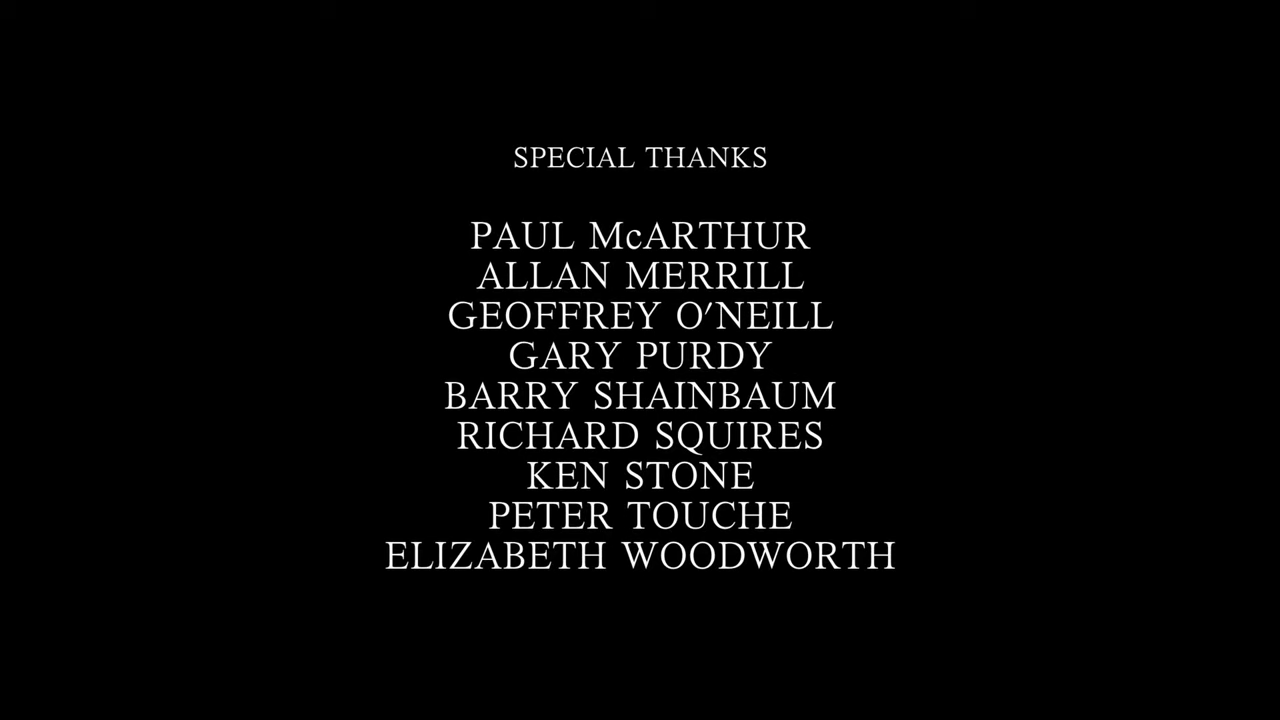 SPECIAL THANKS
PAUL McARTHUR
ALLAN MERRILL
GEOFFREY O'NEILL
GARY PURDY
BARRY SHAINBAUM
RICHARD SQUIRES
KEN STONE
PETER TOUCHE
ELIZABETH WOODWORTH